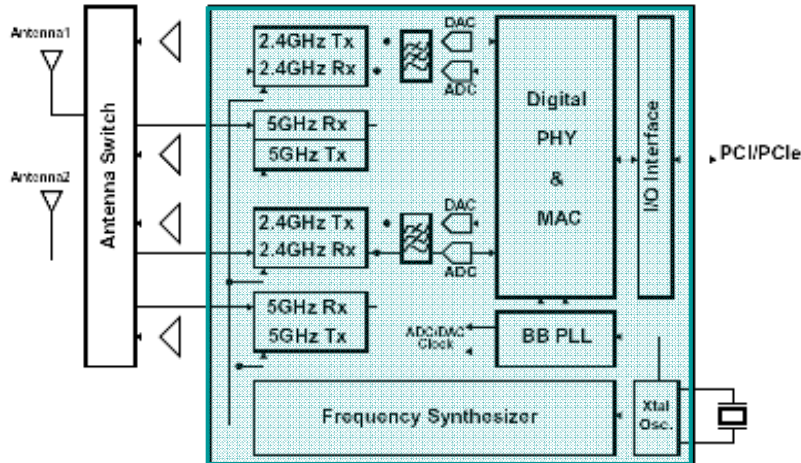 Antenna1
Antenna2
Antenna Switch
2.4GHz Tx
2.4GHz Rx
5GHz Rx
5GHz Tx
2.4GHz Tx
2.4GHz Rx
5GHz Rx
5GHz Tx
DAC
ADC
DAC
ADC
Digital
PHY
&
MAC
I/O Interface
PCI/PCIe
ADC/DAC
Clock
BB PLL
Frequency Synthesizer
Xtal
Osc.